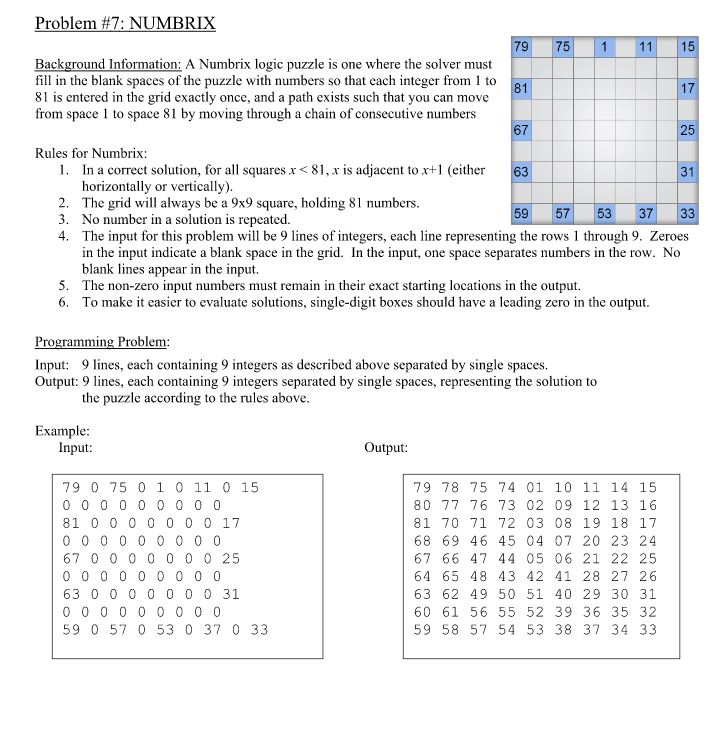 Problem #7: NUMBRIX
Background Information: A Numbrix logic puzzle is one where the solver must
fill in the blank spaces of the puzzle with numbers so that each integer from 1 to
81 is entered in the grid exactly once, and a path exists such that you can move
from space 1 to space 81 by moving through a chain of consecutive numbers
79 75 1 11 15
81 17
67 25
63 31
59 57 53 37 33
Rules for Numbrix:
1. In a correct solution, for all squares x < 81, x is adjacent to x+1 (either
horizontally or vertically).
2. The grid will always be a 9x9 square, holding 81 numbers.
3. No number in a solution is repeated.
4. The input for this problem will be 9 lines of integers, each line representing the rows 1 through 9. Zeroes
in the input indicate a blank space in the grid. In the input, one space separates numbers in the row. No
blank lines appear in the input.
5. The non-zero input numbers must remain in their exact starting locations in the output.
6. To make it easier to evaluate solutions, single-digit boxes should have a leading zero in the output.
Programming Problem:
Input: 9 lines, each containing 9 integers as described above separated by single spaces.
Output: 9 lines, each containing 9 integers separated by single spaces, representing the solution to
the puzzle according to the rules above.
Example:
Input:
79 0 75 0 1 0 11 0 15
0 0 0 0 0 0 0 0 0
81 0 0 0 0 0 0 0 17
0 0 0 0 0 0 0 0 0
67 0 0 0 0 0 0 0 25
0 0 0 0 0 0 0 0 0
63 0 0 0 0 0 0 0 31
0 0 0 0 0 0 0 0 0
59 0 57 0 53 0 37 0 33
Output:
79 78 75 74 01 10 11 14 15
80 77 76 73 02 09 12 13 16
81 70 71 72 03 08 19 18 17
68 69 46 45 04 07 20 23 24
67 66 47 44 05 06 21 22 25
64 65 48 43 42 41 28 27 26
63 62 49 50 51 40 29 30 31
60 61 56 55 52 39 36 35 32
59 58 57 54 53 38 37 34 33